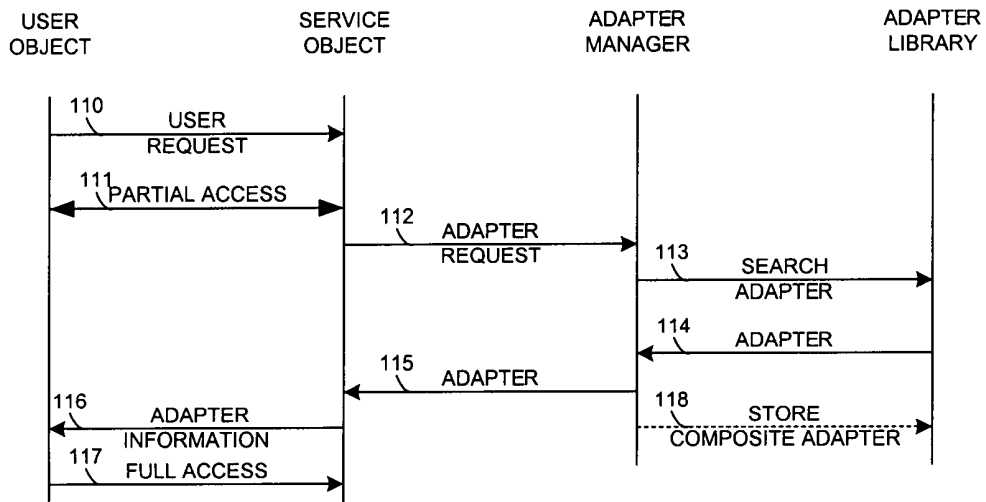 USER
OBJECT
SERVICE
OBJECT
ADAPTER
MANAGER
ADAPTER
LIBRARY
110
USER
REQUEST
111
PARTIAL ACCESS
112
ADAPTER
REQUEST
113
SEARCH
ADAPTER
114
ADAPTER
115
ADAPTER
116
ADAPTER
INFORMATION
118
STORE
COMPOSITE ADAPTER
117
FULL ACCESS